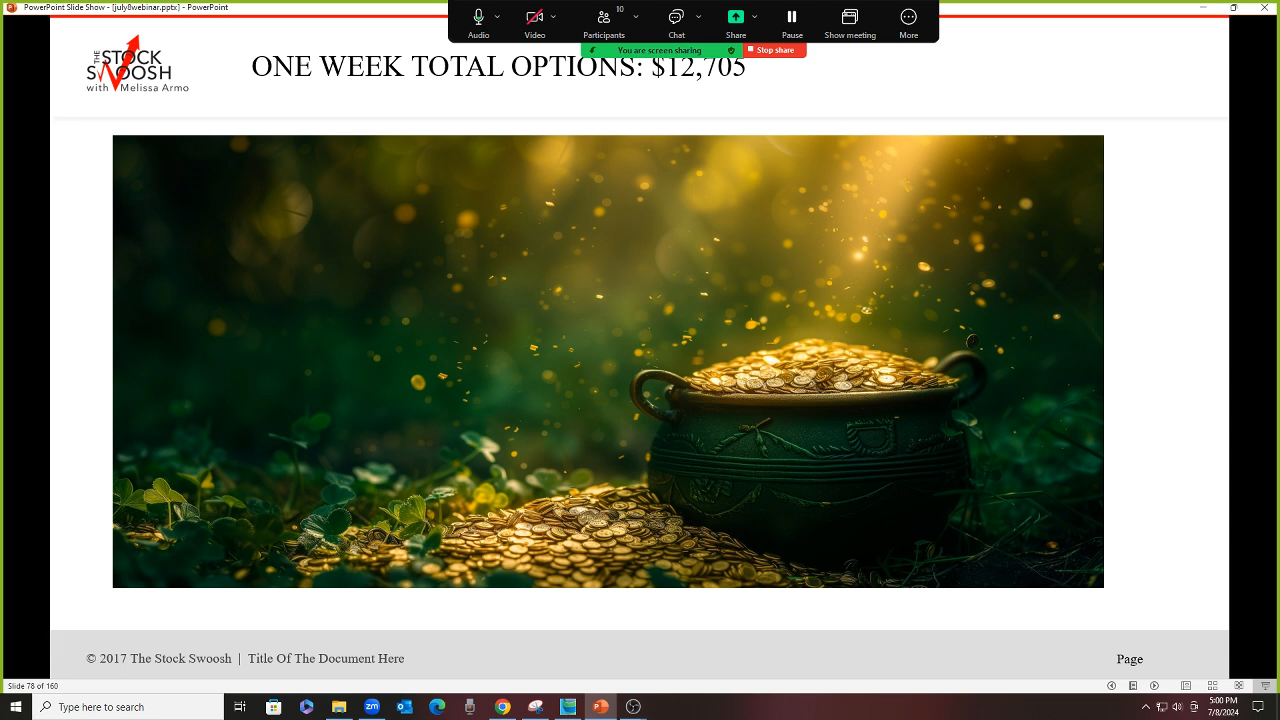 PowerPoint Slide Show - [july8webinar.pptx] - PowerPoint
10
Audio
Video
Participants
Chat
Share
Pause
Show meeting
More
You are screen sharing
Stop share
THE
STOCK
SWOOSH
with Melissa Armo
ONE WEEK TOTAL OPTIONS: $12,705
© 2017 The Stock Swoosh | Title Of The Document Here
Page
Slide 78 of 160
Type here to search
zm
5:00 PM
7/8/2024